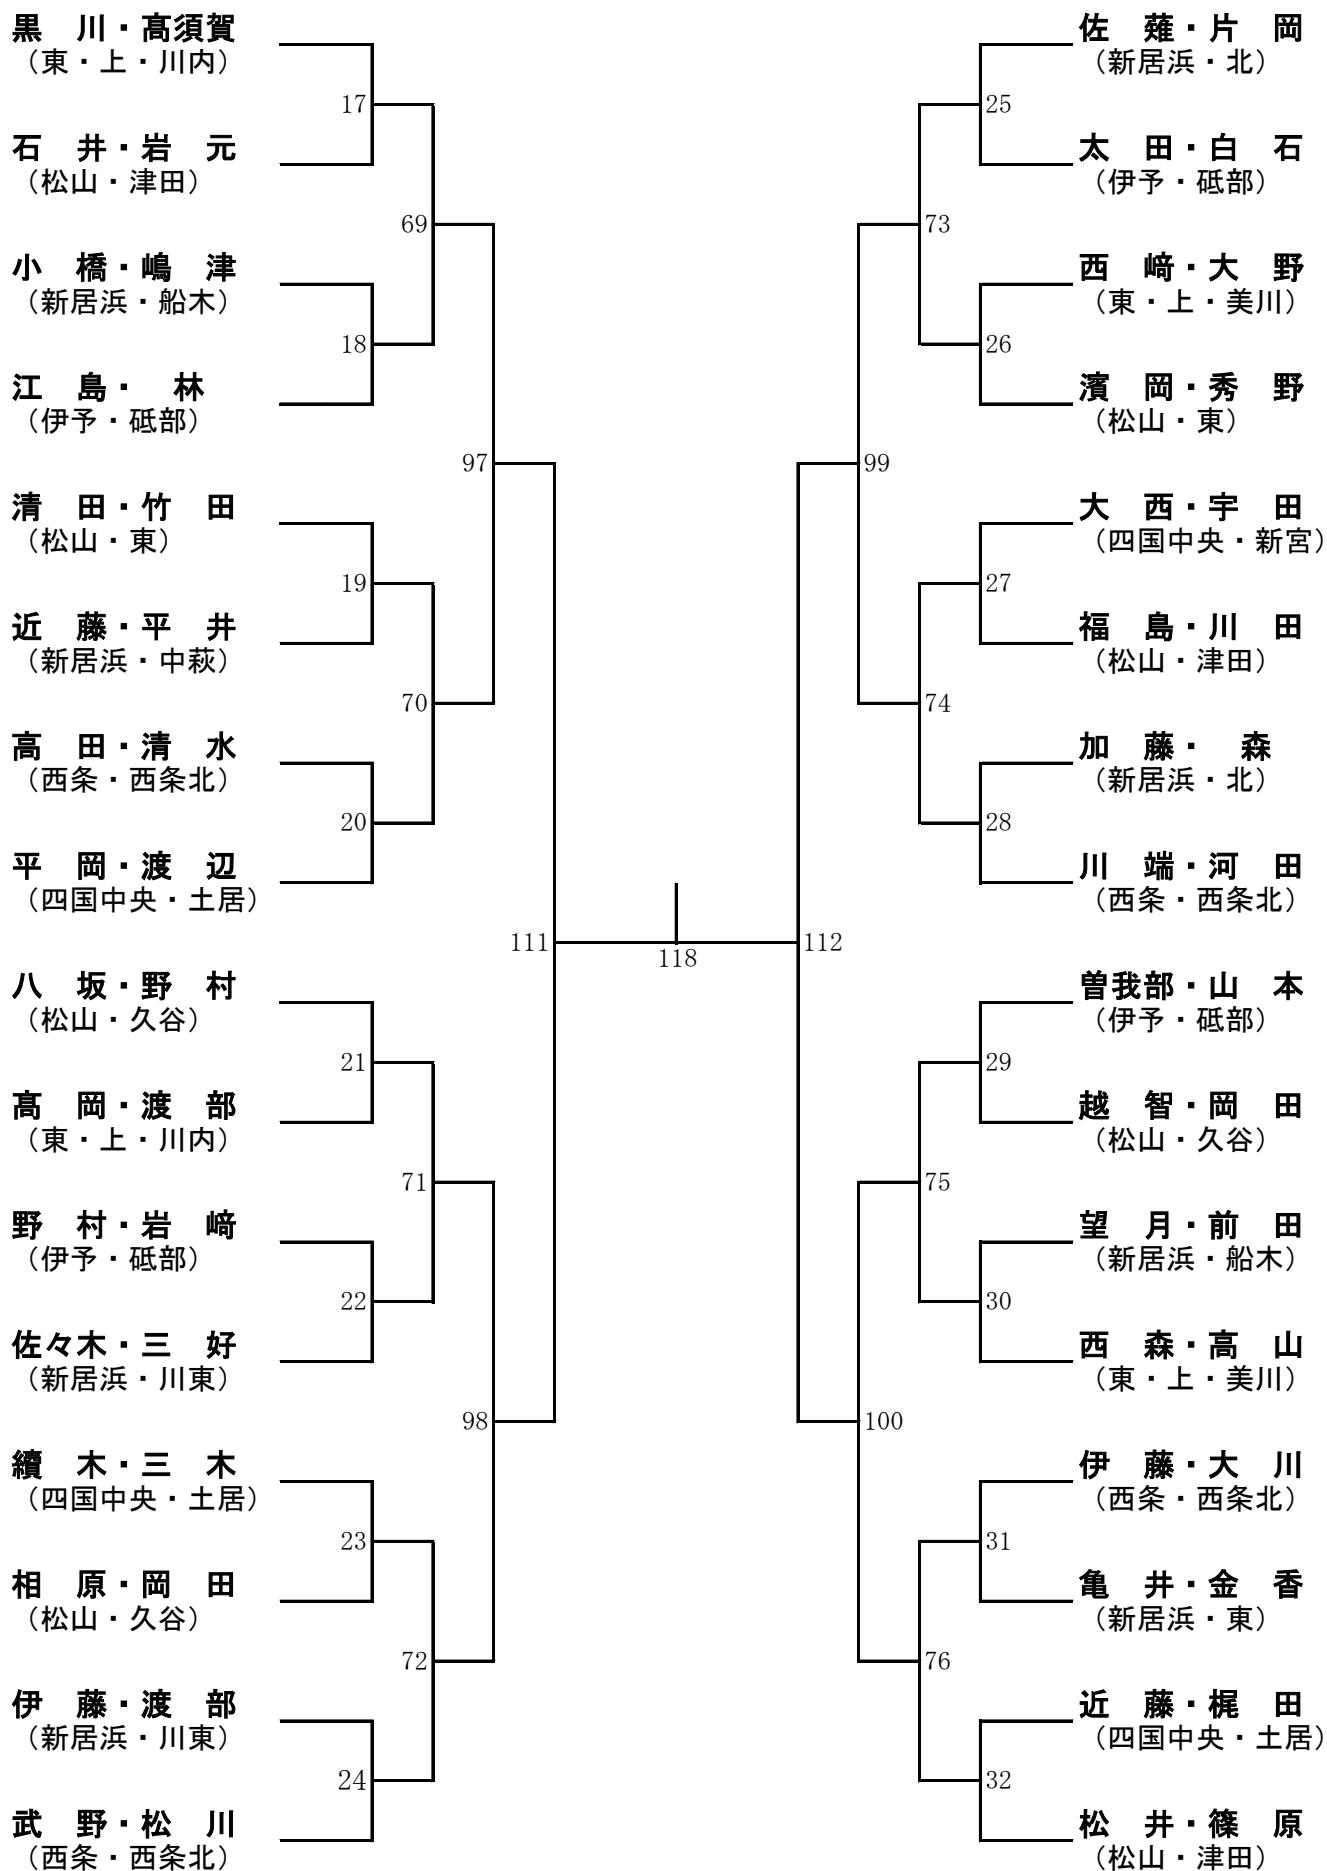 黒　川・髙須賀
（東・上・川内）
17
石　井・岩　元
（松山・津田）
69
小　橋・嶋　津
（新居浜・船木）
18
江　島・　林
（伊予・砥部）
97
清　田・竹　田
（松山・東）
19
近　藤・平　井
（新居浜・中萩）
70
高　田・清　水
（西条・西条北）
20
平　岡・渡　辺
（四国中央・土居）
111
八　坂・野　村
（松山・久谷）
21
髙　岡・渡　部
（東・上・川内）
71
野　村・岩　﨑
（伊予・砥部）
22
佐々木・三　好
（新居浜・川東）
98
續　木・三　木
（四国中央・土居）
23
相　原・岡　田
（松山・久谷）
72
伊　藤・渡　部
（新居浜・川東）
24
武　野・松　川
（西条・西条北）
118
佐　薙・片　岡
（新居浜・北）
25
太　田・白　石
（伊予・砥部）
73
西　﨑・大　野
（東・上・美川）
26
濱　岡・秀　野
（松山・東）
99
大　西・宇　田
（四国中央・新宮）
27
福　島・川　田
（松山・津田）
74
加　藤・　森
（新居浜・北）
28
川　端・河　田
（西条・西条北）
112
曽我部・山　本
（伊予・砥部）
29
越　智・岡　田
（松山・久谷）
75
望　月・前　田
（新居浜・船木）
30
西　森・高　山
（東・上・美川）
100
伊　藤・大　川
（西条・西条北）
31
亀　井・金　香
（新居浜・東）
76
近　藤・梶　田
（四国中央・土居）
32
松　井・篠　原
（松山・津田）